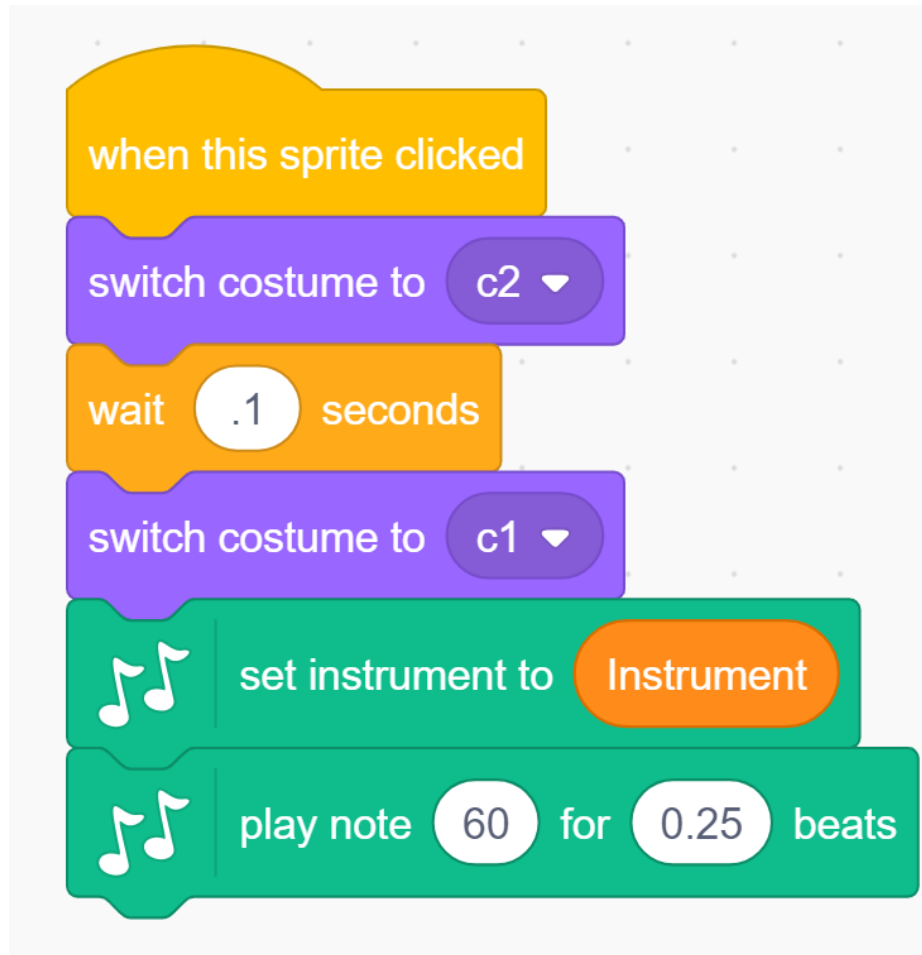 when this sprite clicked
switch costume to c2
wait .1 seconds
switch costume to c1
set instrument to Instrument
play note 60 for 0.25 beats